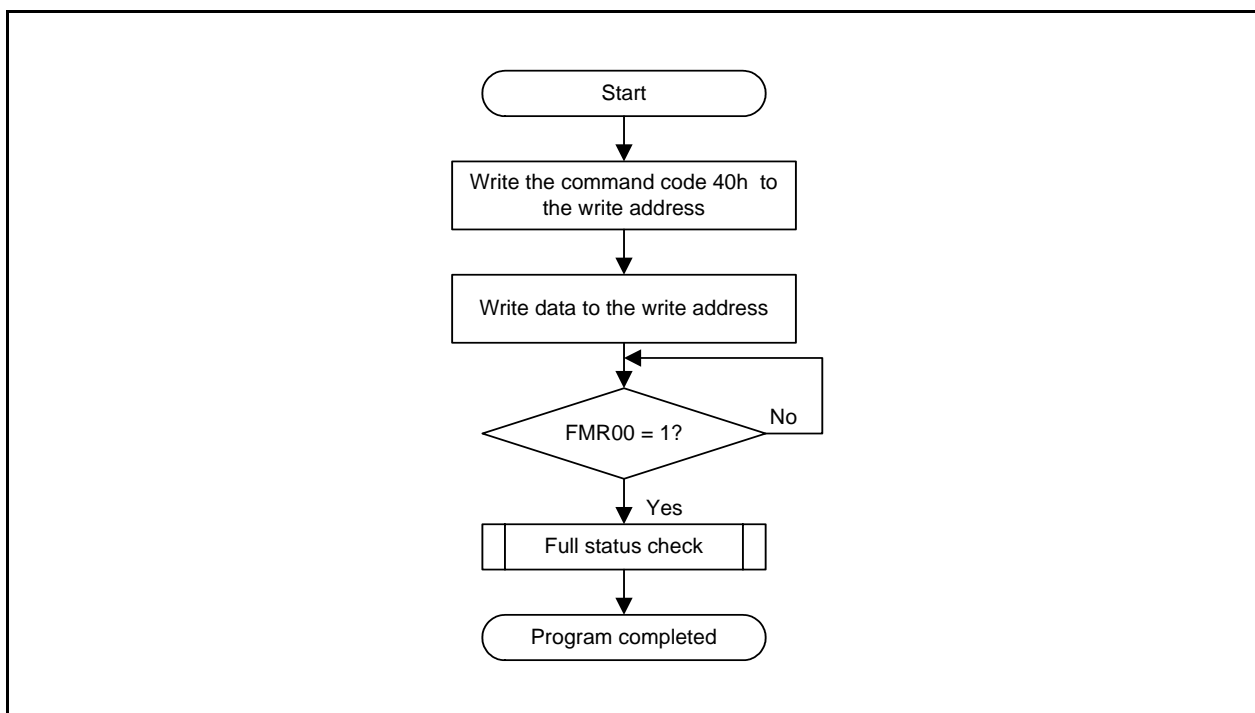 Start
Write the command code 40h to
the write address
Write data to the write address
FMR00 = 1?
No
Yes
Full status check
Program completed